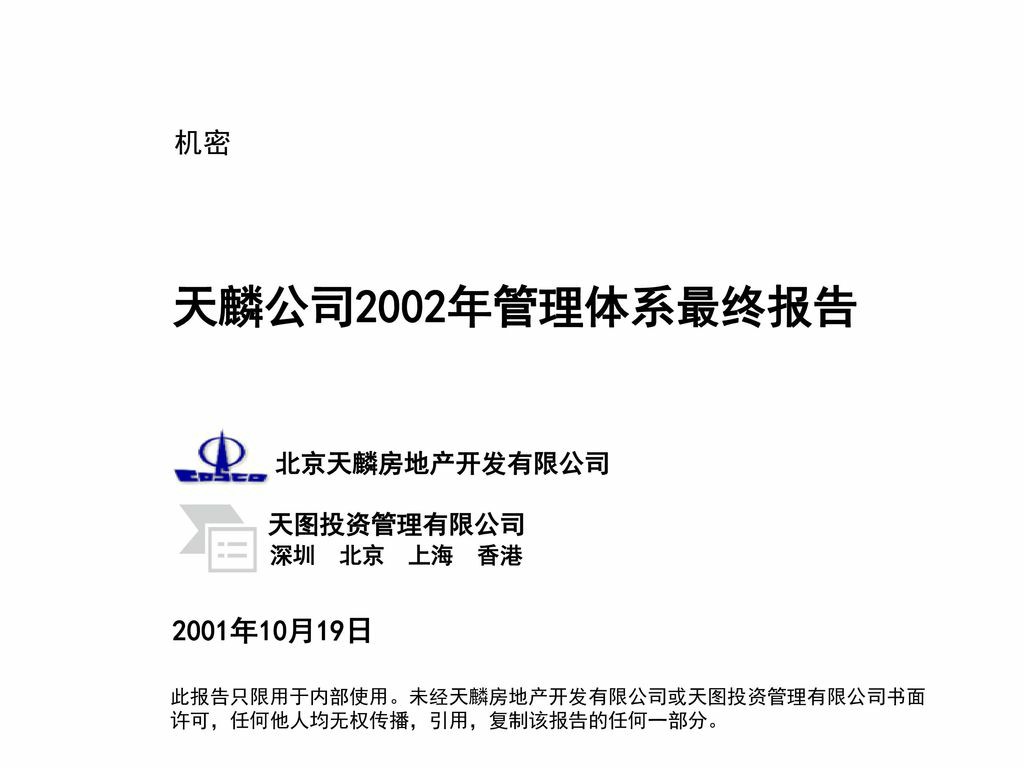 机密
天麟公司2002年管理体系最终报告
COSCO
北京天麟房地产开发有限公司
天图投资管理有限公司
深圳 北京 上海 香港
2001年10月19日
此报告只限用于内部使用。未经天麟房地产开发有限公司或天图投资管理有限公司书面
许可，任何他人均无权传播，引用，复制该报告的任何一部分。